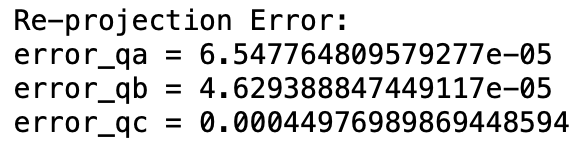 Re-projection Error:
error_qa = 6.547764809579277e-05
error_qb = 4.629388847449117e-05
error_qc = 0.00044976989869448594